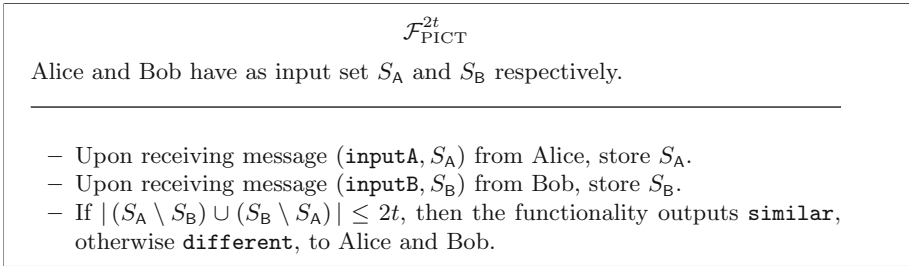 𝓕²ᵗ_PICT
Alice and Bob have as input set S_A and S_B respectively.
– Upon receiving message (inputA, S_A) from Alice, store S_A.
– Upon receiving message (inputB, S_B) from Bob, store S_B.
– If | (S_A \ S_B) ∪ (S_B \ S_A) | ≤ 2t, then the functionality outputs similar,
otherwise different, to Alice and Bob.